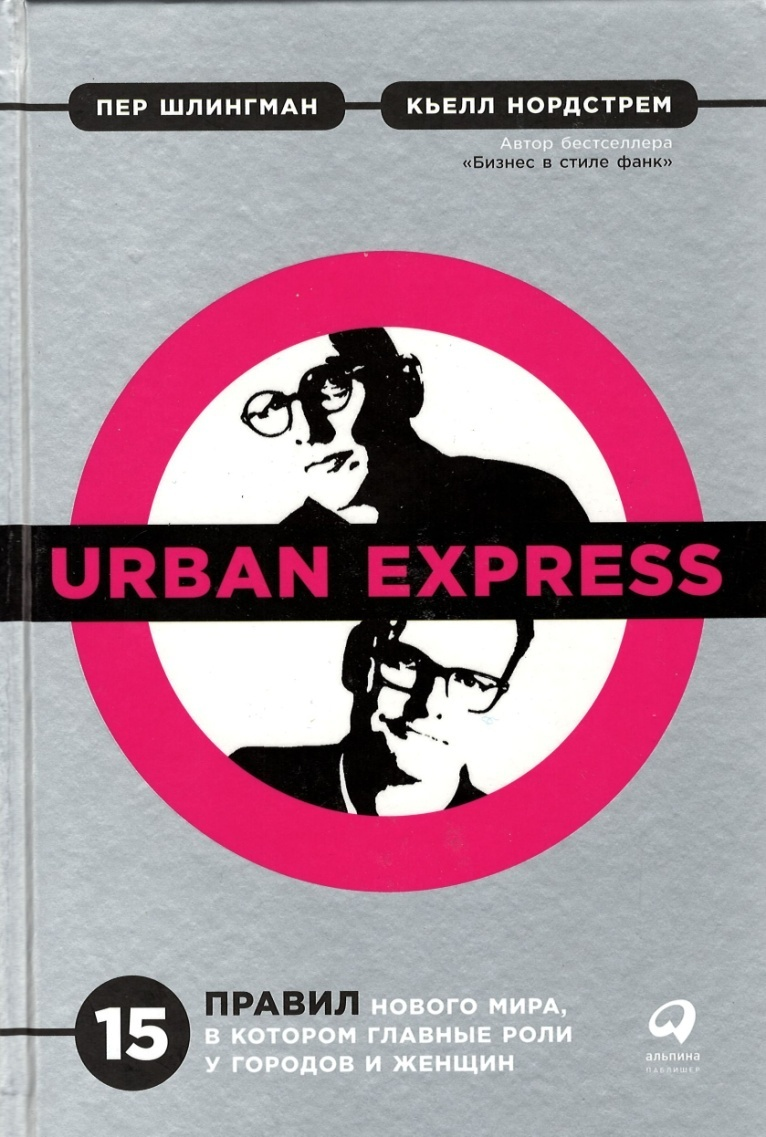 ПЕР ШЛИНГМАН
КЬЕЛЛ НОРДСТРЕМ
Автор бестселлера
«Бизнес в стиле фанк»
URBAN EXPRESS
15
ПРАВИЛ НОВОГО МИРА,
В КОТОРОМ ГЛАВНЫЕ РОЛИ
У ГОРОДОВ И ЖЕНЩИН
альпина
ПАБЛИШЕР